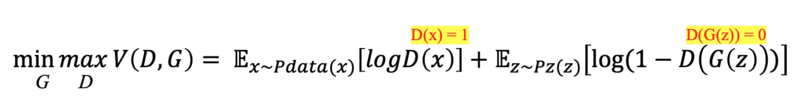 D(x) = 1 D(G(z)) = 0
min max V(D, G) = 𝔼x~Pdata(x)[logD(x)] + 𝔼z~Pz(z)[log(1 − D(G(z)))]
G D